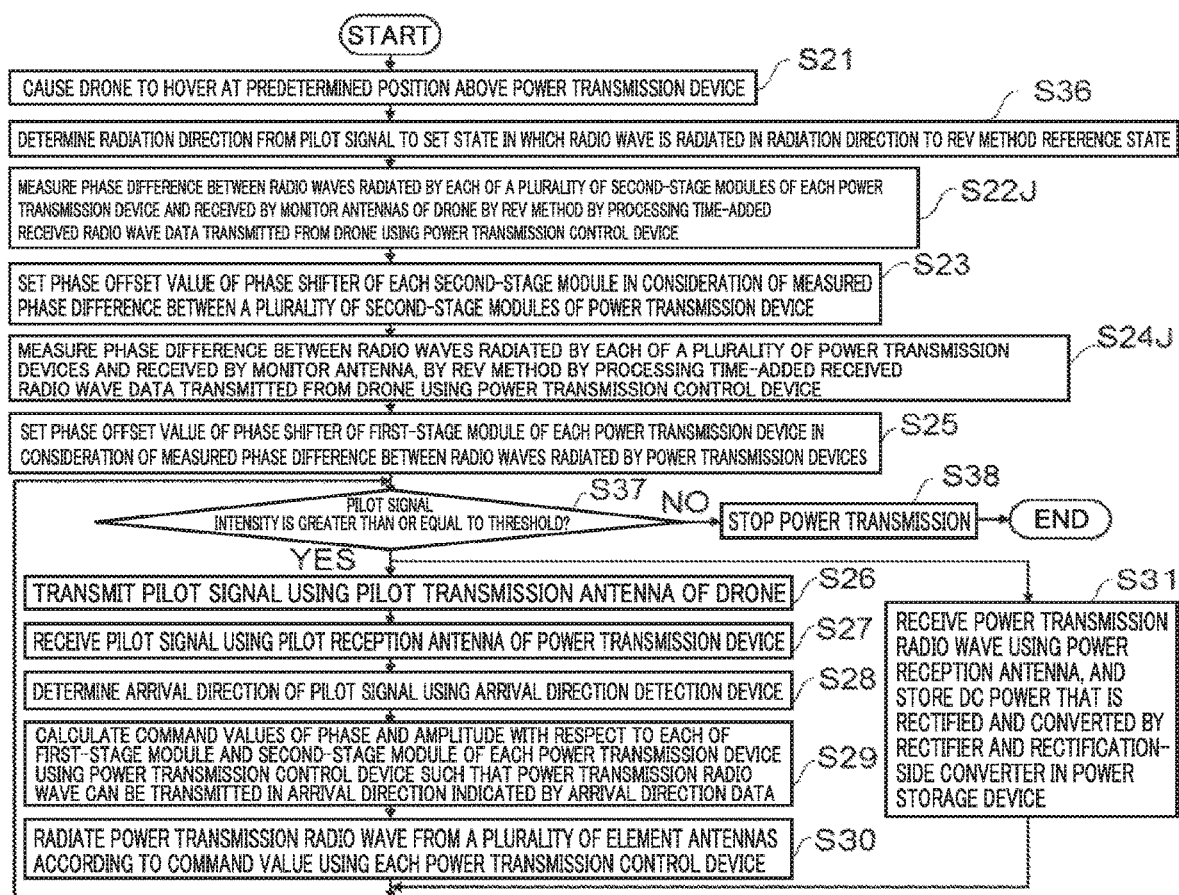 START
S21
CAUSE DRONE TO HOVER AT PREDETERMINED POSITION ABOVE POWER TRANSMISSION DEVICE
S36
DETERMINE RADIATION DIRECTION FROM PILOT SIGNAL TO SET STATE IN WHICH RADIO WAVE IS RADIATED IN RADIATION DIRECTION TO REV METHOD REFERENCE STATE
S22J
MEASURE PHASE DIFFERENCE BETWEEN RADIO WAVES RADIATED BY EACH OF A PLURALITY OF SECOND-STAGE MODULES OF EACH POWER
TRANSMISSION DEVICE AND RECEIVED BY MONITOR ANTENNAS OF DRONE BY REV METHOD BY PROCESSING TIME-ADDED
RECEIVED RADIO WAVE DATA TRANSMITTED FROM DRONE USING POWER TRANSMISSION CONTROL DEVICE
S23
SET PHASE OFFSET VALUE OF PHASE SHIFTER OF EACH SECOND-STAGE MODULE IN CONSIDERATION OF MEASURED
PHASE DIFFERENCE BETWEEN A PLURALITY OF SECOND-STAGE MODULES OF POWER TRANSMISSION DEVICE
S24J
MEASURE PHASE DIFFERENCE BETWEEN RADIO WAVES RADIATED BY EACH OF A PLURALITY OF POWER TRANSMISSION
DEVICES AND RECEIVED BY MONITOR ANTENNA, BY REV METHOD BY PROCESSING TIME-ADDED RECEIVED
RADIO WAVE DATA TRANSMITTED FROM DRONE USING POWER TRANSMISSION CONTROL DEVICE
S25
SET PHASE OFFSET VALUE OF PHASE SHIFTER OF FIRST-STAGE MODULE OF EACH POWER TRANSMISSION DEVICE IN
CONSIDERATION OF MEASURED PHASE DIFFERENCE BETWEEN RADIO WAVES RADIATED BY POWER TRANSMISSION DEVICES
S37
PILOT SIGNAL
INTENSITY IS GREATER THAN OR EQUAL TO THRESHOLD?
NO
S38
STOP POWER TRANSMISSION
END
YES
S26
TRANSMIT PILOT SIGNAL USING PILOT TRANSMISSION ANTENNA OF DRONE
S27
RECEIVE PILOT SIGNAL USING PILOT RECEPTION ANTENNA OF POWER TRANSMISSION DEVICE
S28
DETERMINE ARRIVAL DIRECTION OF PILOT SIGNAL USING ARRIVAL DIRECTION DETECTION DEVICE
S29
CALCULATE COMMAND VALUES OF PHASE AND AMPLITUDE WITH RESPECT TO EACH OF
FIRST-STAGE MODULE AND SECOND-STAGE MODULE OF EACH POWER TRANSMISSION DEVICE
USING POWER TRANSMISSION CONTROL DEVICE SUCH THAT POWER TRANSMISSION RADIO
WAVE CAN BE TRANSMITTED IN ARRIVAL DIRECTION INDICATED BY ARRIVAL DIRECTION DATA
S30
RADIATE POWER TRANSMISSION RADIO WAVE FROM A PLURALITY OF ELEMENT ANTENNAS
ACCORDING TO COMMAND VALUE USING EACH POWER TRANSMISSION CONTROL DEVICE
S31
RECEIVE POWER TRANSMISSION
RADIO WAVE USING POWER
RECEPTION ANTENNA, AND
STORE DC POWER THAT IS
RECTIFIED AND CONVERTED BY
RECTIFIER AND RECTIFICATION-
SIDE CONVERTER IN POWER
STORAGE DEVICE